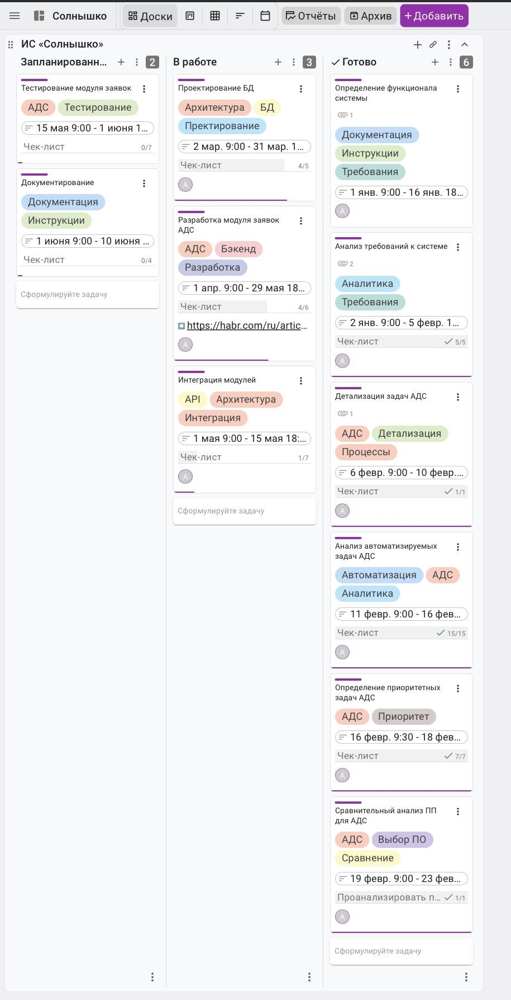 Солнышко
Доски
Отчёты
Архив
+Добавить
ИС «Солнышко»
Запланированн...
2
Тестирование модуля заявок
АДС Тестирование
15 мая 9:00 - 1 июня 1...
Чек-лист 0/7
Документирование
Документация
Инструкции
1 июня 9:00 - 10 июня ...
Чек-лист 0/4
Сформулируйте задачу
В работе
3
Проектирование БД
Архитектура БД
Пректирование
2 мар. 9:00 - 31 мар. 1...
Чек-лист 4/5
А
Разработка модуля заявок
АДС
АДС Бэкенд
Разработка
1 апр. 9:00 - 29 мая 18...
Чек-лист 4/6
https://habr.com/ru/artic...
А
Интеграция модулей
API Архитектура
Интеграция
1 мая 9:00 - 15 мая 18:...
Чек-лист 1/7
А
Сформулируйте задачу
Готово
6
Определение функционала
системы
1
Документация
Инструкции
Требования
1 янв. 9:00 - 16 янв. 18...
А
Анализ требований к системе
2
Аналитика
Требования
2 янв. 9:00 - 5 февр. 1...
Чек-лист 5/5
А
Детализация задач АДС
1
АДС Детализация
Процессы
6 февр. 9:00 - 10 февр....
Чек-лист 1/1
А
Анализ автоматизируемых
задач АДС
Автоматизация АДС
Аналитика
11 февр. 9:00 - 16 фев...
Чек-лист 15/15
А
Определение приоритетных
задач АДС
АДС Приоритет
16 февр. 9:30 - 18 фев...
Чек-лист 7/7
А
Сравнительный анализ ПП
для АДС
АДС Выбор ПО
Сравнение
19 февр. 9:00 - 23 фев...
Проанализировать п... 1/1
А
Сформулируйте задачу